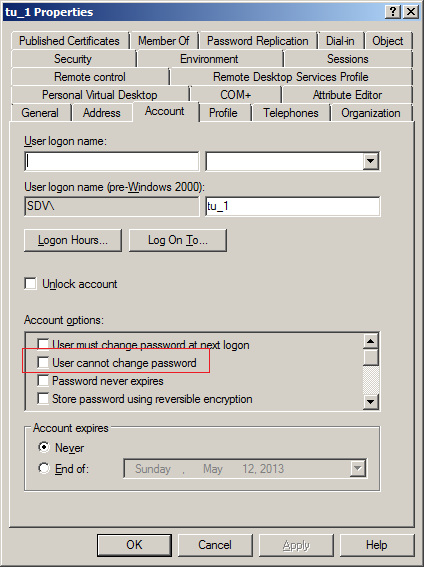 tu_1 Properties
Published Certificates Member Of Password Replication Dial-in Object
Security Environment Sessions
Remote control Remote Desktop Services Profile
Personal Virtual Desktop COM+ Attribute Editor
General Address Account Profile Telephones Organization
User logon name:
User logon name (pre-Windows 2000):
SDV\ tu_1
Logon Hours... Log On To...
Unlock account
Account options:
User must change password at next logon
User cannot change password
Password never expires
Store password using reversible encryption
Account expires
Never
End of: Sunday , May 12, 2013
OK Cancel Apply Help